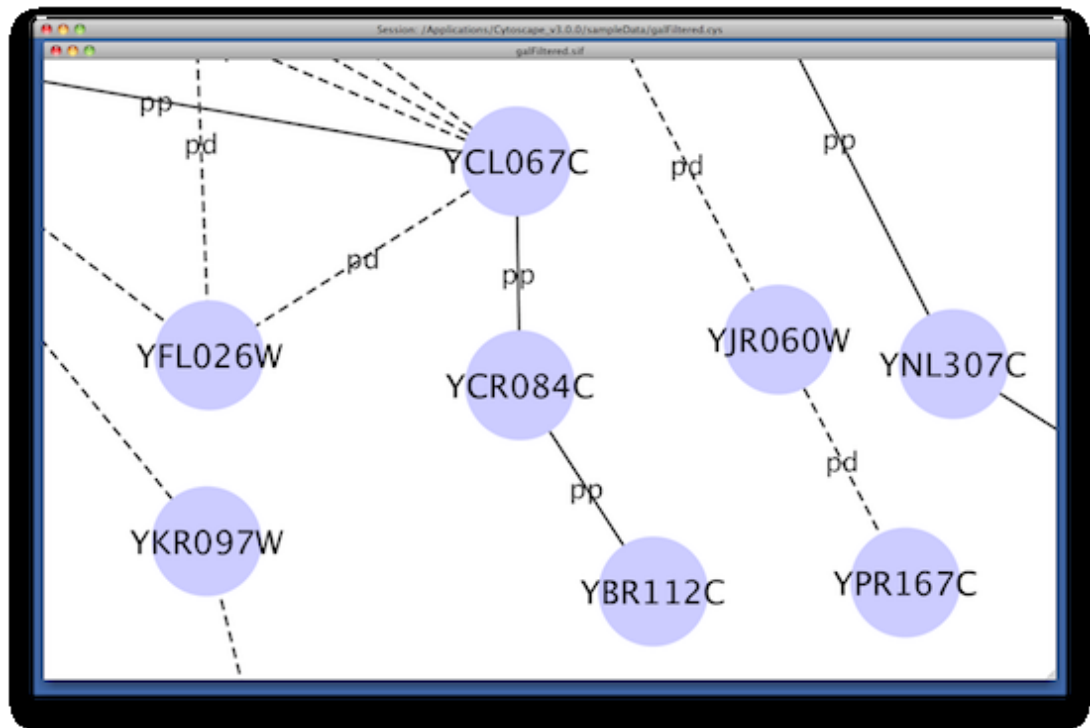 Session: /Applications/Cytoscape_v3.0.0/sampleData/galFiltered.cys
galFiltered.sif
pp
pd
YCL067C
pd
pp
pd
pp
YFL026W
YCR084C
YJR060W
YNL307C
pp
pd
YKR097W
YBR112C
YPR167C